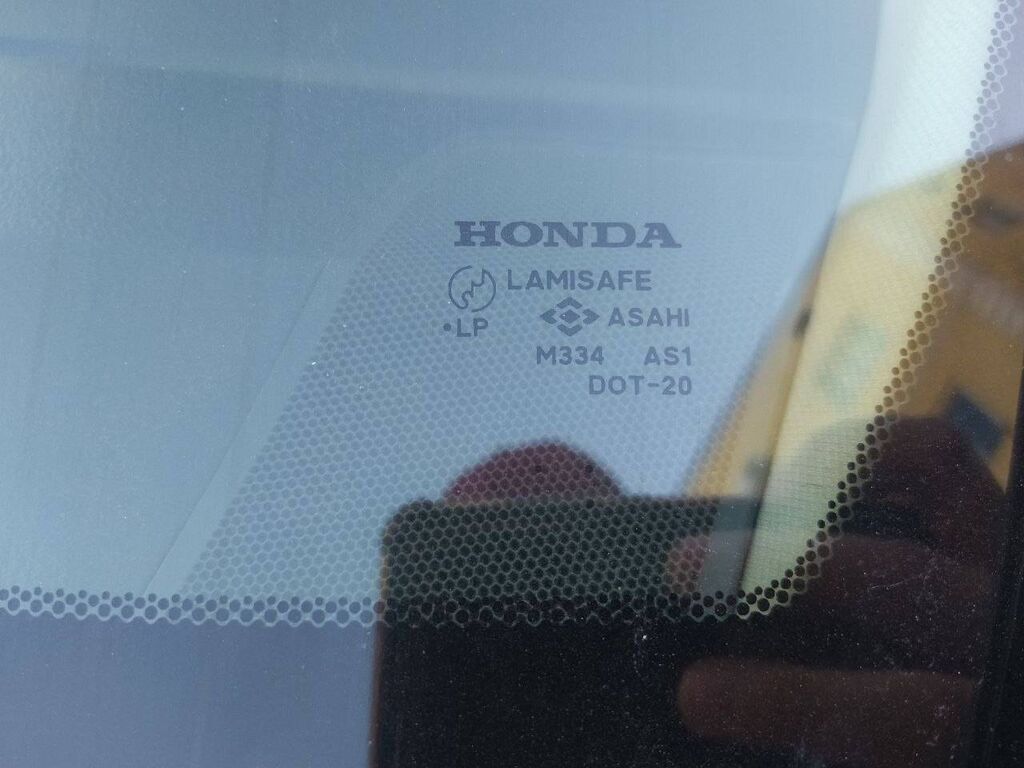 HONDA
LAMISAFE
•LP ASAHI
M334 AS1
DOT-20